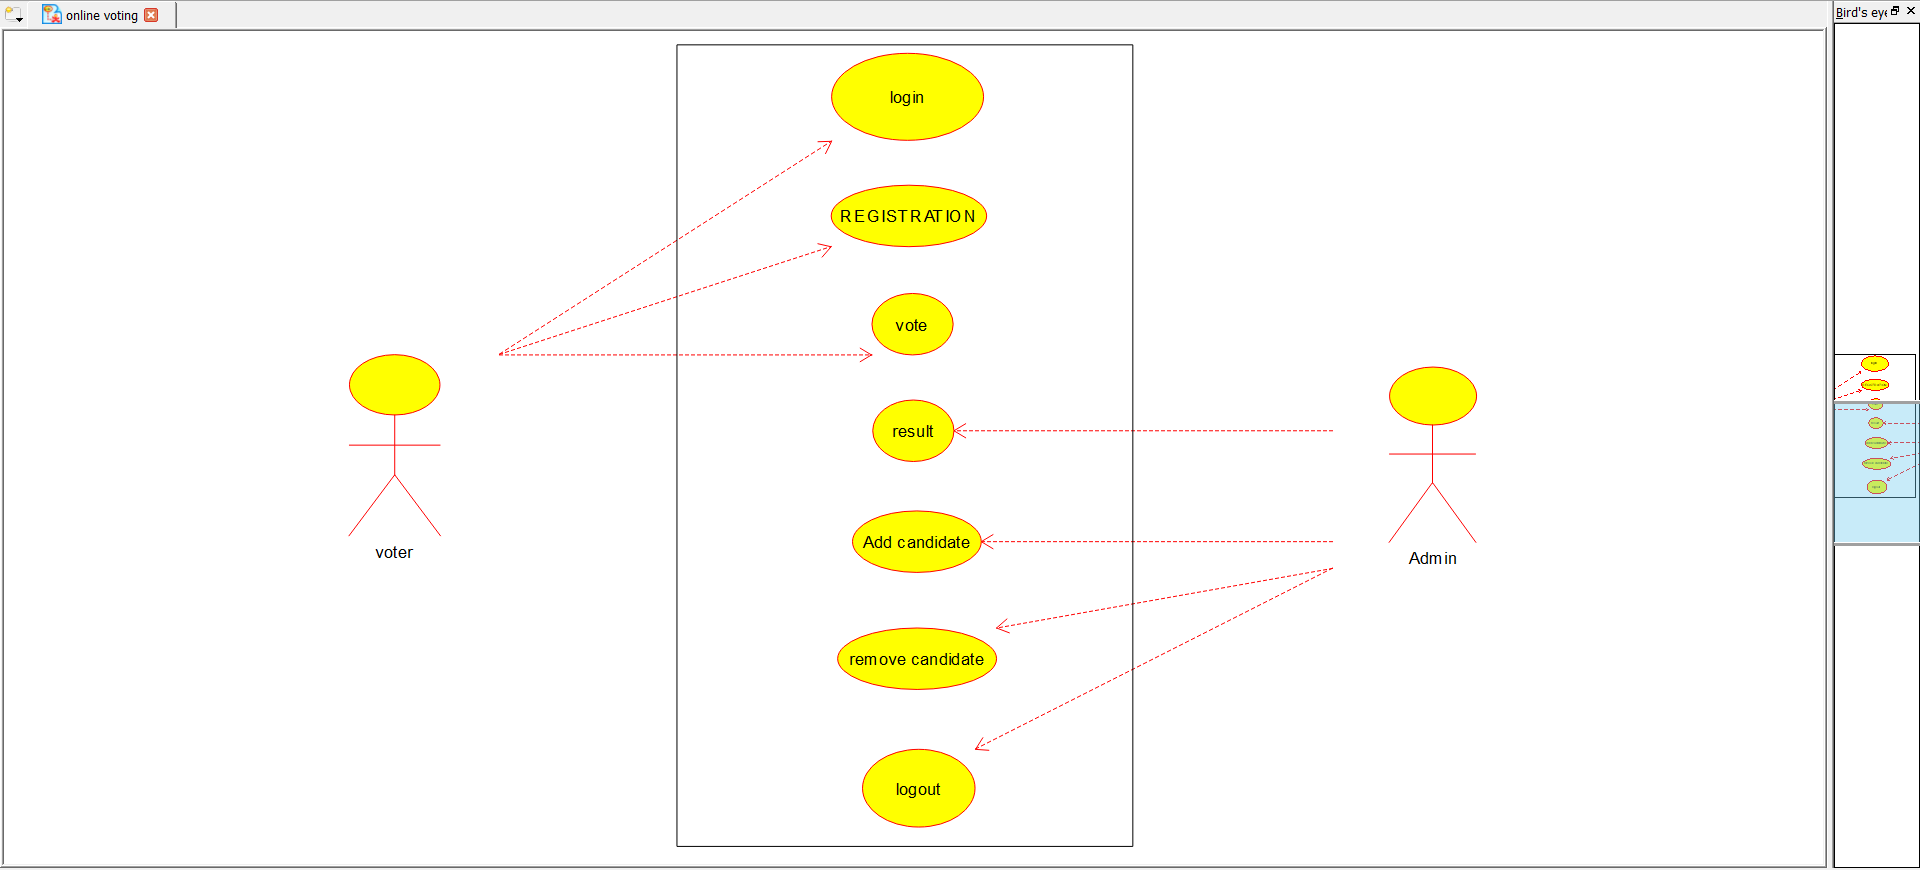 online voting
Bird's eye
login
REGISTRATION
vote
result
Add candidate
remove candidate
logout
voter
Admin